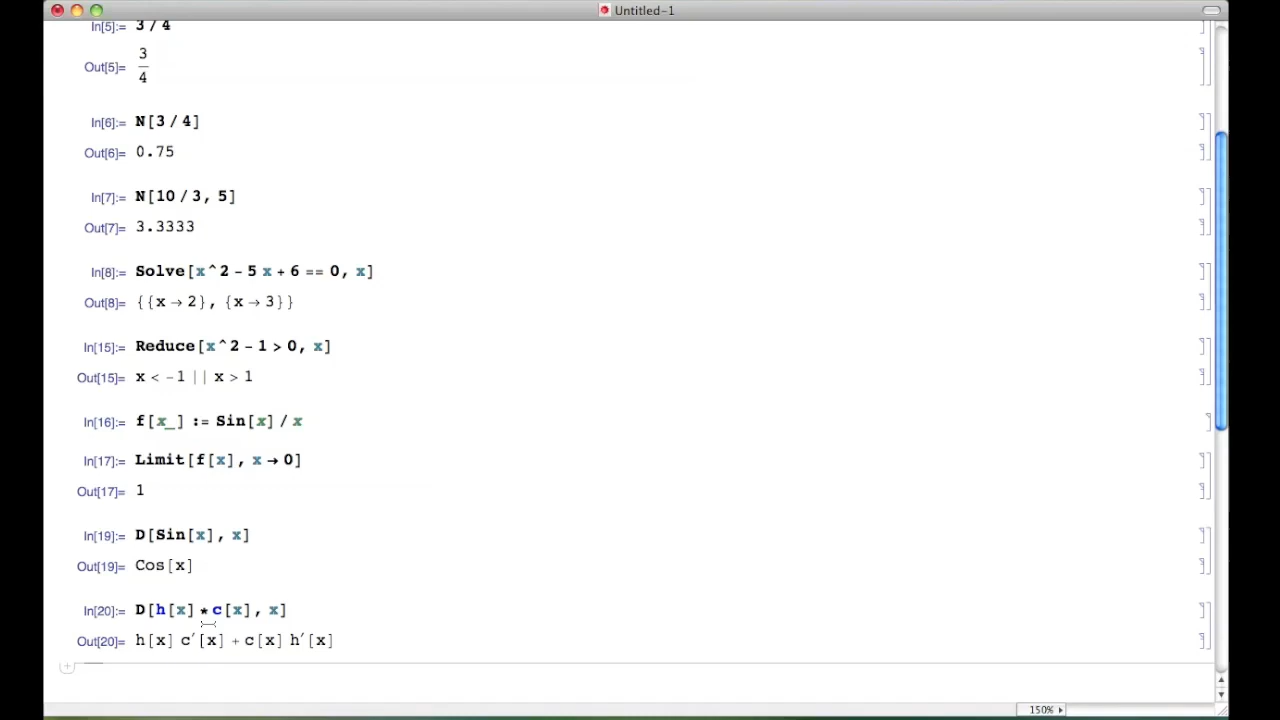 Untitled-1
In[5]:= 3 / 4
Out[5]= 3/4
In[6]:= N[3 / 4]
Out[6]= 0.75
In[7]:= N[10 / 3, 5]
Out[7]= 3.3333
In[8]:= Solve[x^2 - 5 x + 6 == 0, x]
Out[8]= {{x → 2}, {x → 3}}
In[15]:= Reduce[x^2 - 1 > 0, x]
Out[15]= x < -1 || x > 1
In[16]:= f[x_] := Sin[x] / x
In[17]:= Limit[f[x], x → 0]
Out[17]= 1
In[19]:= D[Sin[x], x]
Out[19]= Cos[x]
In[20]:= D[h[x] * c[x], x]
Out[20]= h[x] c′[x] + c[x] h′[x]
150%